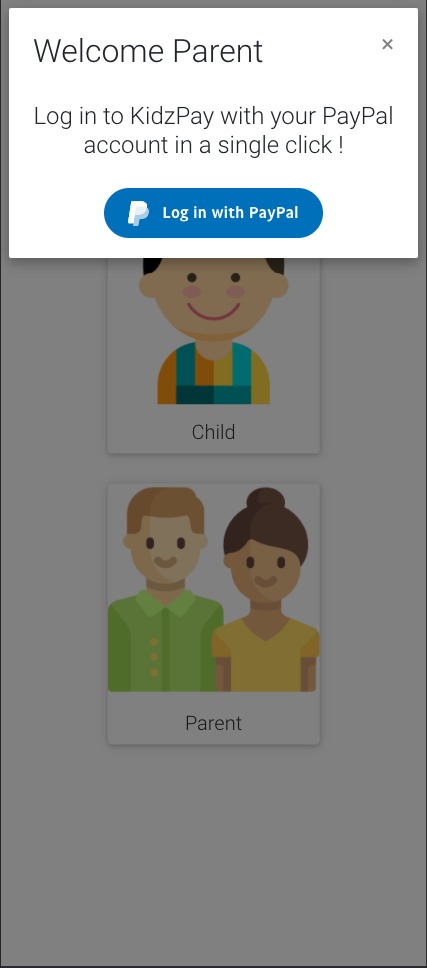 Welcome Parent
×
Log in to KidzPay with your PayPal
account in a single click !
Log in with PayPal
Child
Parent